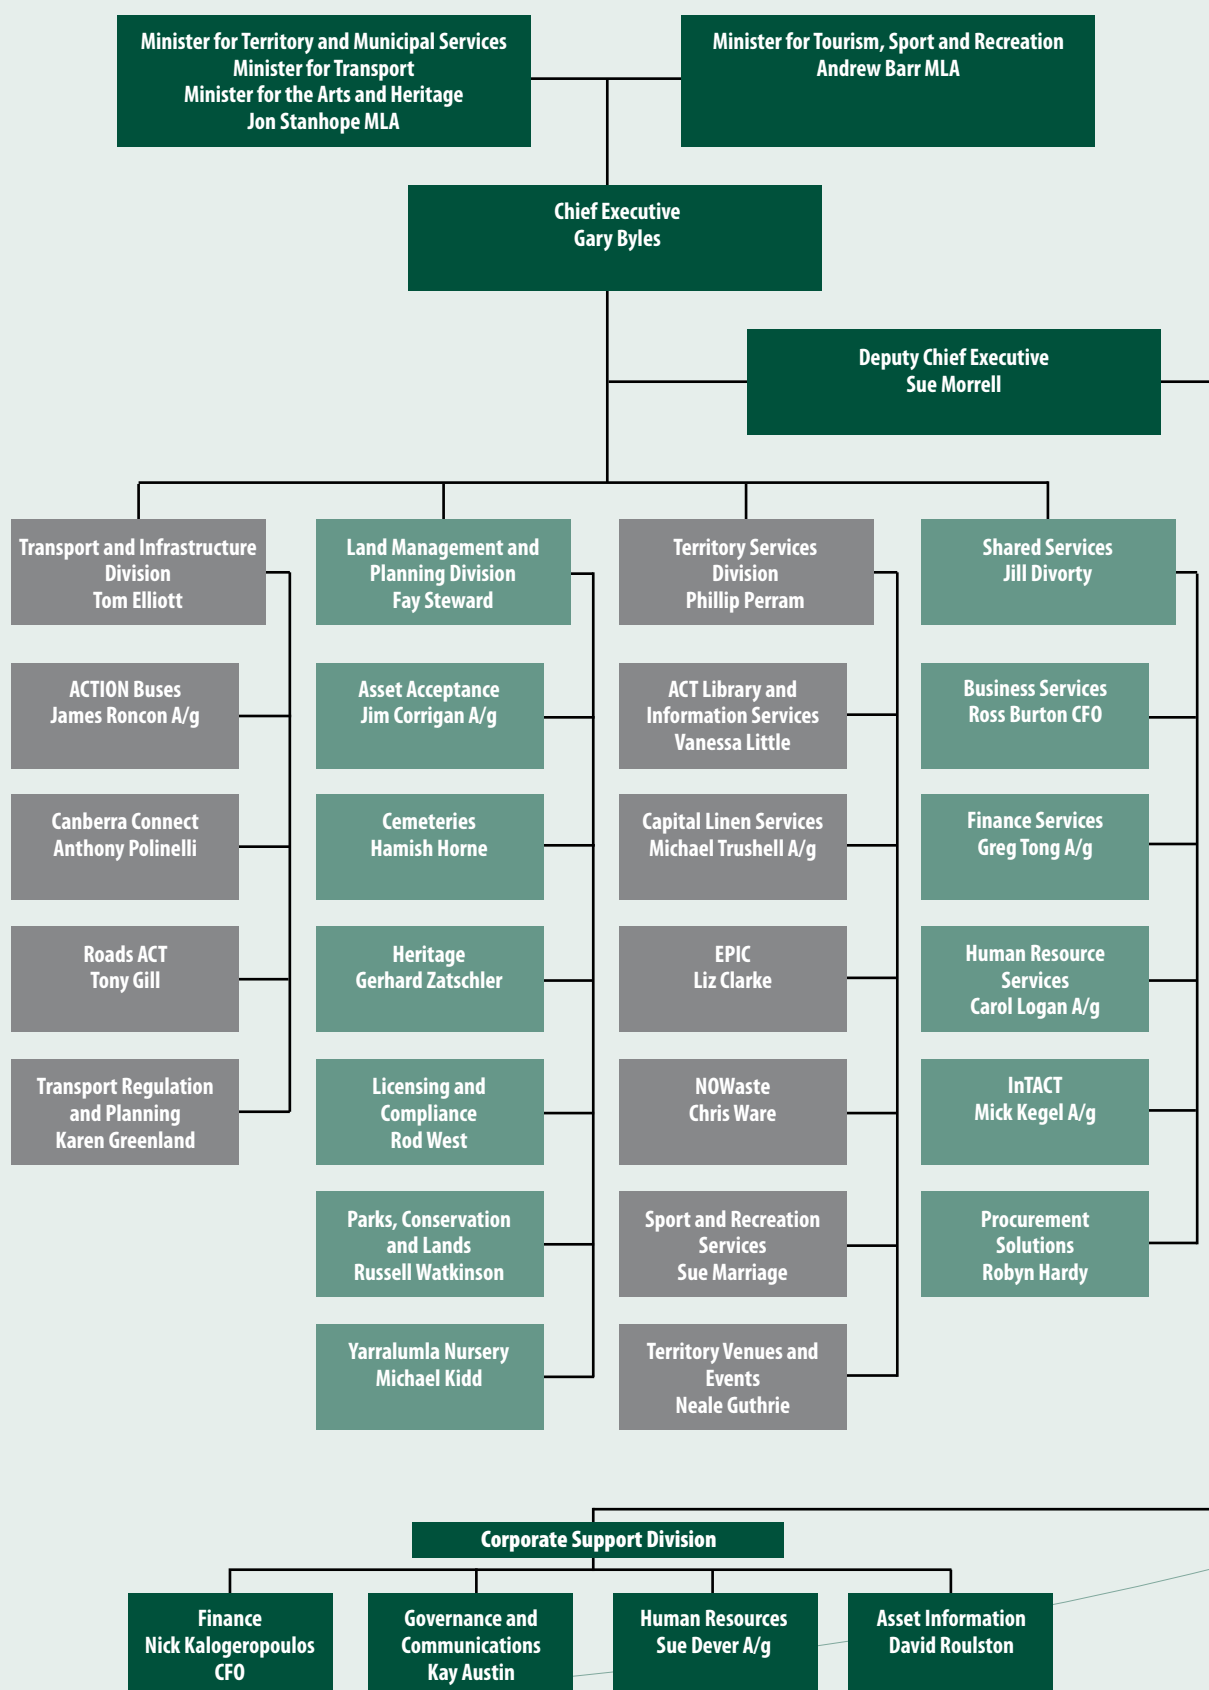 Minister for Territory and Municipal Services
Minister for Transport
Minister for the Arts and Heritage
Jon Stanhope MLA
Minister for Tourism, Sport and Recreation
Andrew Barr MLA
Chief Executive
Gary Byles
Deputy Chief Executive
Sue Morrell
Transport and Infrastructure
Division
Tom Elliott
ACTION Buses
James Roncon A/g
Canberra Connect
Anthony Polinelli
Roads ACT
Tony Gill
Transport Regulation
and Planning
Karen Greenland
Land Management and
Planning Division
Fay Steward
Asset Acceptance
Jim Corrigan A/g
Cemeteries
Hamish Horne
Heritage
Gerhard Zatschler
Licensing and
Compliance
Rod West
Parks, Conservation
and Lands
Russell Watkinson
Yarralumla Nursery
Michael Kidd
Territory Services
Division
Phillip Perram
ACT Library and
Information Services
Vanessa Little
Capital Linen Services
Michael Trushell A/g
EPIC
Liz Clarke
NOWaste
Chris Ware
Sport and Recreation
Services
Sue Marriage
Territory Venues and
Events
Neale Guthrie
Shared Services
Jill Divorty
Business Services
Ross Burton CFO
Finance Services
Greg Tong A/g
Human Resource
Services
Carol Logan A/g
InTACT
Mick Kegel A/g
Procurement
Solutions
Robyn Hardy
Corporate Support Division
Finance
Nick Kalogeropoulos
CFO
Governance and
Communications
Kay Austin
Human Resources
Sue Dever A/g
Asset Information
David Roulston